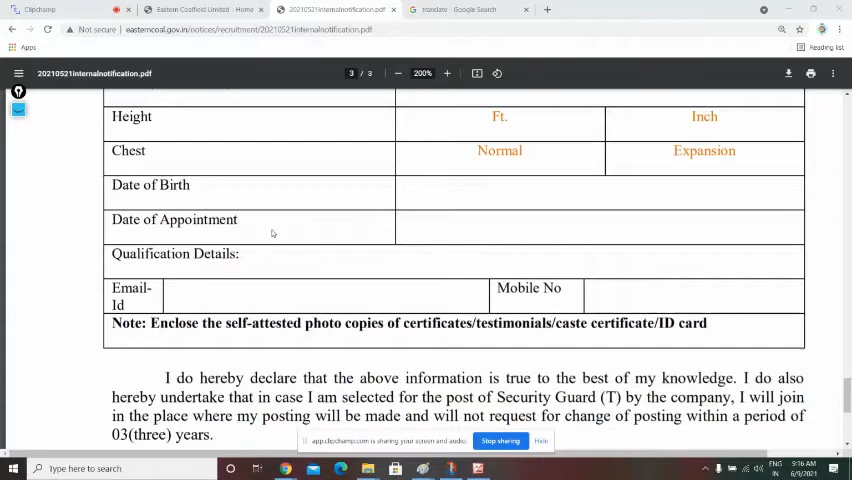 Clipchamp
Eastern Coalfield Limited - Home
20210521internalnotification.pdf
translate - Google Search
Not secure
easterncoal.gov.in/notices/recruitment/20210521internalnotification.pdf
Apps
Reading list
20210521internalnotification.pdf
3 / 3
200%
Height
Ft.
Inch
Chest
Normal
Expansion
Date of Birth
Date of Appointment
Qualification Details:
Email-
Id
Mobile No
Note: Enclose the self-attested photo copies of certificates/testimonials/caste certificate/ID card
I do hereby declare that the above information is true to the best of my knowledge. I do also
hereby undertake that in case I am selected for the post of Security Guard (T) by the company, I will join
in the place where my posting will be made and will not request for change of posting within a period of
03(three) years.
app.clipchamp.com is sharing your screen and audio.
Stop sharing
Hide
Type here to search
ENG
IN
9:16 AM
6/9/2021